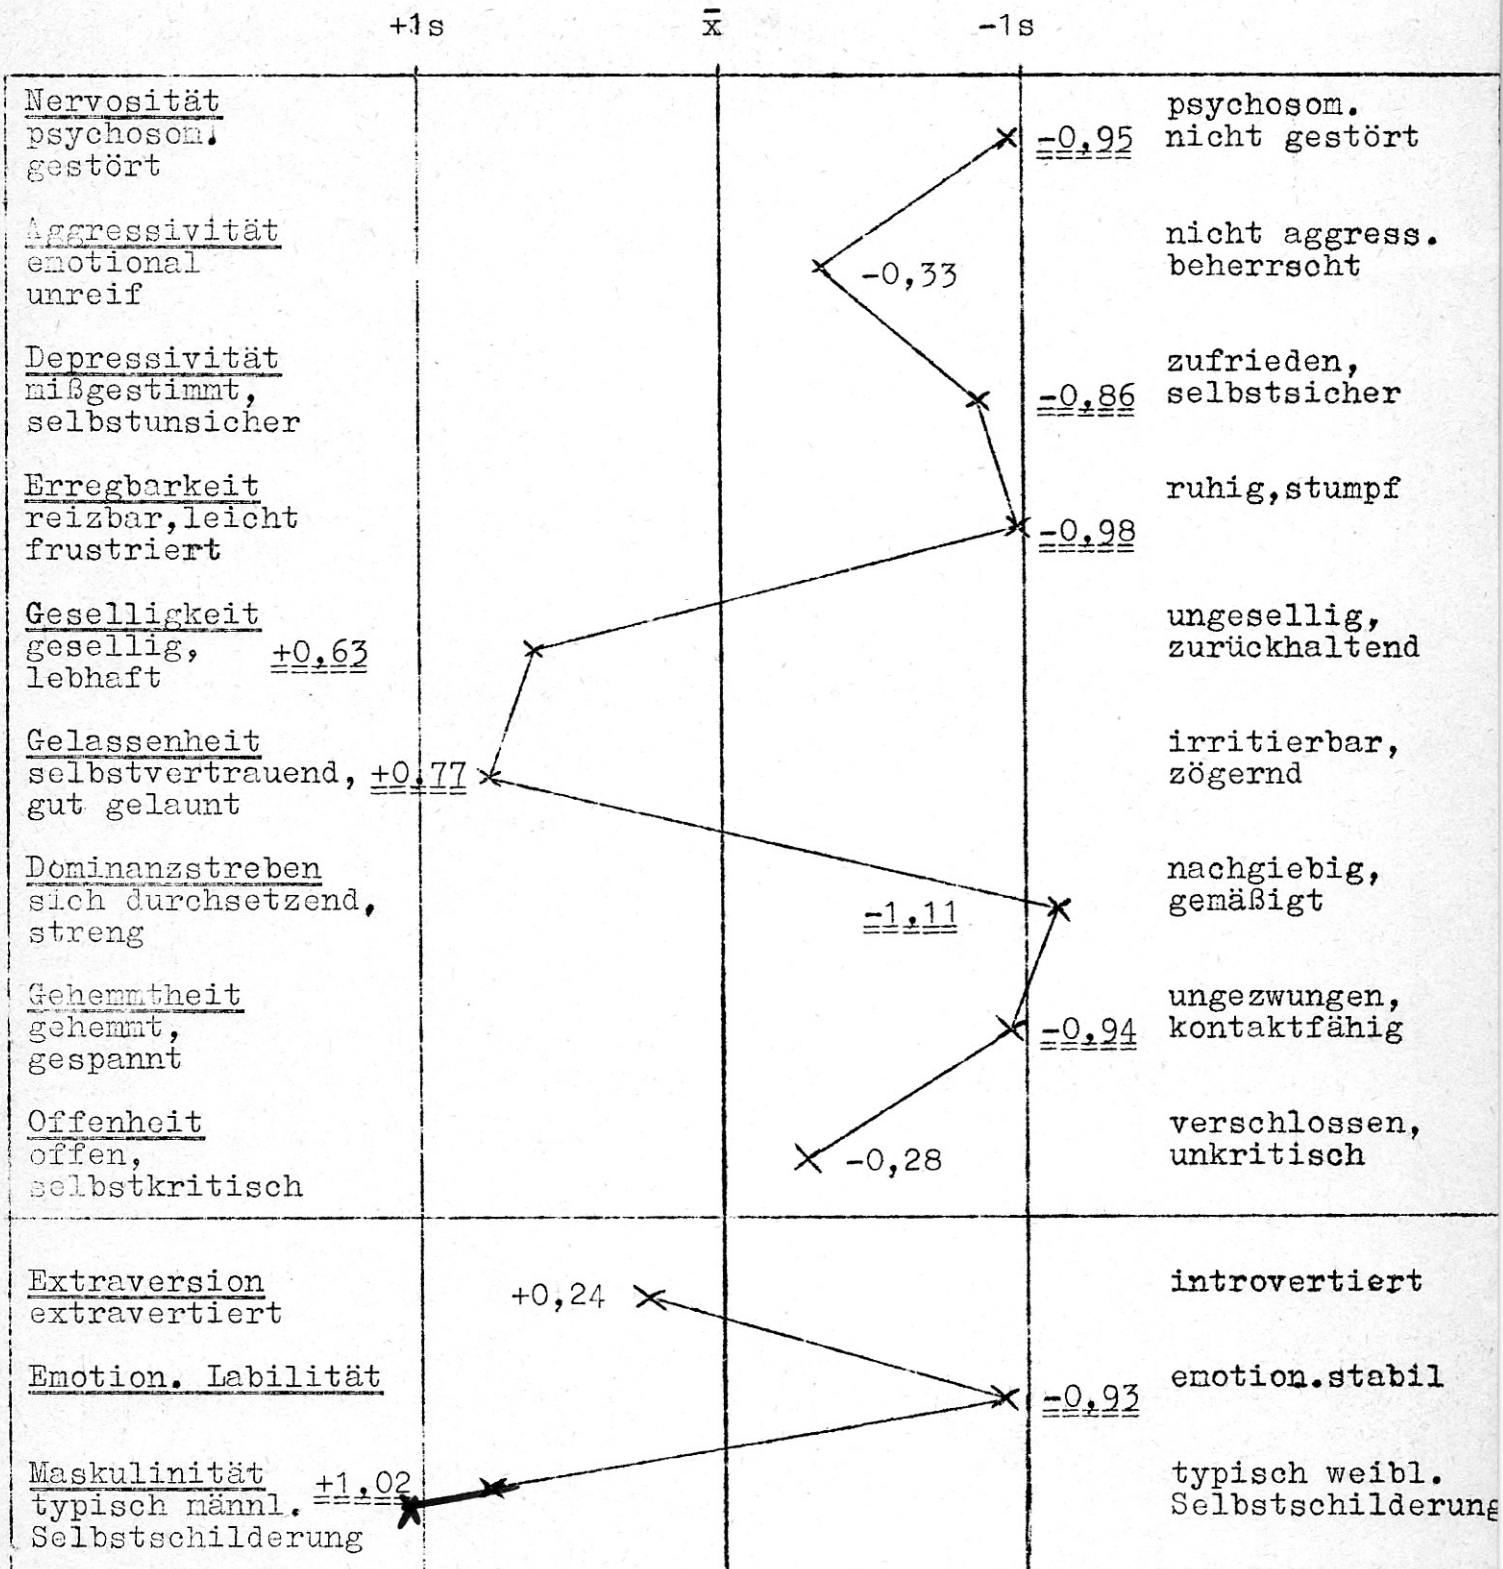 +1s x̄ -1s
Nervosität
psychosom.
gestört
-0,95
psychosom.
nicht gestört
Aggressivität
emotional
unreif
-0,33
nicht aggress.
beherrscht
Depressivität
mißgestimmt,
selbstunsicher
-0,86
zufrieden,
selbstsicher
Erregbarkeit
reizbar,leicht
frustriert
-0,98
ruhig,stumpf
Geselligkeit
gesellig,
lebhaft
+0,63
ungesellig,
zurückhaltend
Gelassenheit
selbstvertrauend,
gut gelaunt
+0,77
irritierbar,
zögernd
Dominanzstreben
sich durchsetzend,
streng
-1,11
nachgiebig,
gemäßigt
Gehemmtheit
gehemmt,
gespannt
-0,94
ungezwungen,
kontaktfähig
Offenheit
offen,
selbstkritisch
-0,28
verschlossen,
unkritisch
Extraversion
extravertiert
+0,24
introvertiert
Emotion. Labilität
-0,93
emotion.stabil
Maskulinität
typisch männl.
Selbstschilderung
+1,02
typisch weibl.
Selbstschilderung